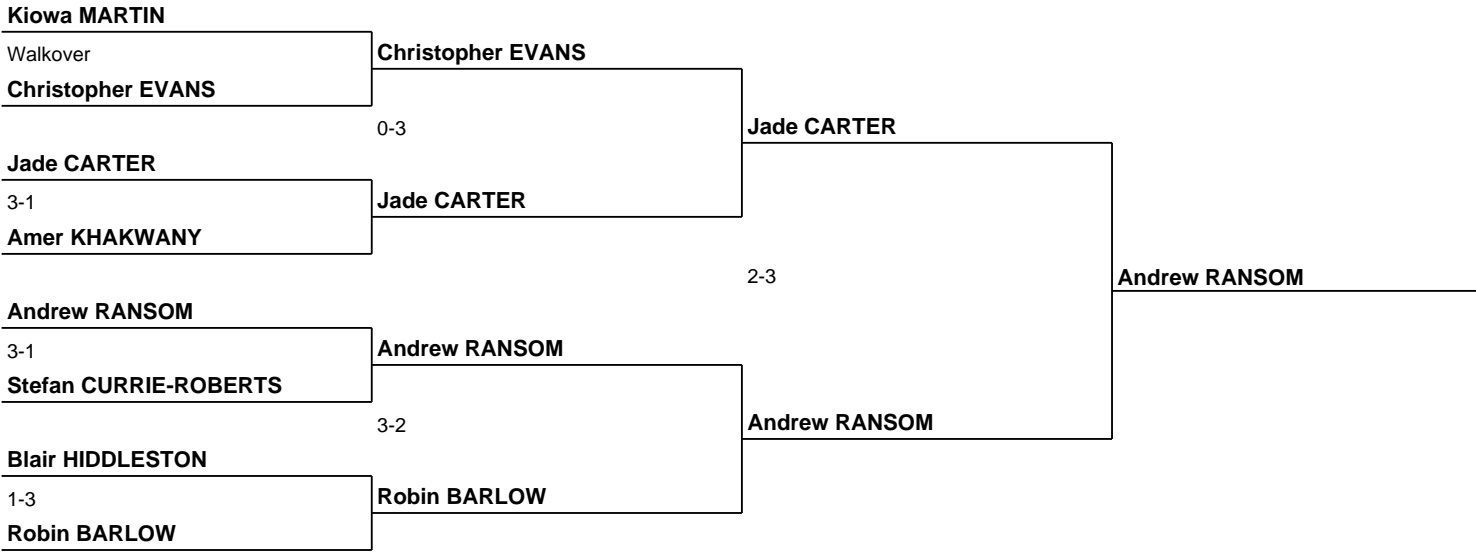 Kiowa MARTIN
Walkover
Christopher EVANS
Christopher EVANS
0-3
Jade CARTER
Jade CARTER
3-1
Jade CARTER
Amer KHAKWANY
2-3
Andrew RANSOM
Andrew RANSOM
3-1
Andrew RANSOM
Stefan CURRIE-ROBERTS
3-2
Andrew RANSOM
Blair HIDDLESTON
1-3
Robin BARLOW
Robin BARLOW